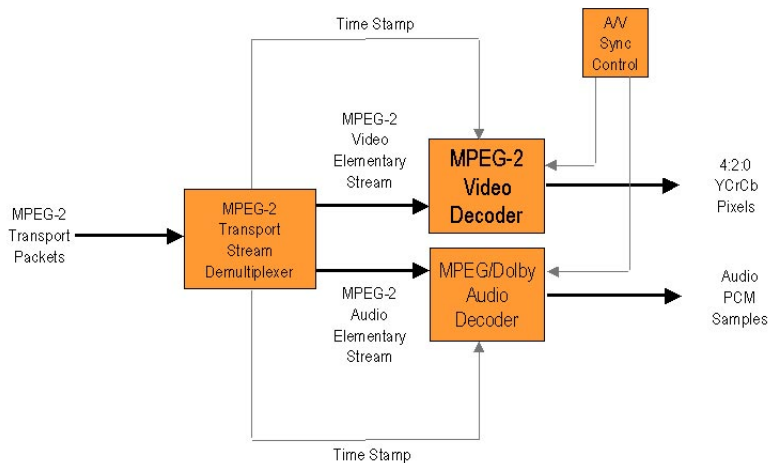 Time Stamp
A/V
Sync
Control
MPEG-2
Video
Elementary
Stream
MPEG-2
Video
Decoder
4:2:0
YCrCb
Pixels
MPEG-2
Transport
Packets
MPEG-2
Transport
Stream
Demultiplexer
MPEG/Dolby
Audio
Decoder
MPEG-2
Audio
Elementary
Stream
Audio
PCM
Samples
Time Stamp